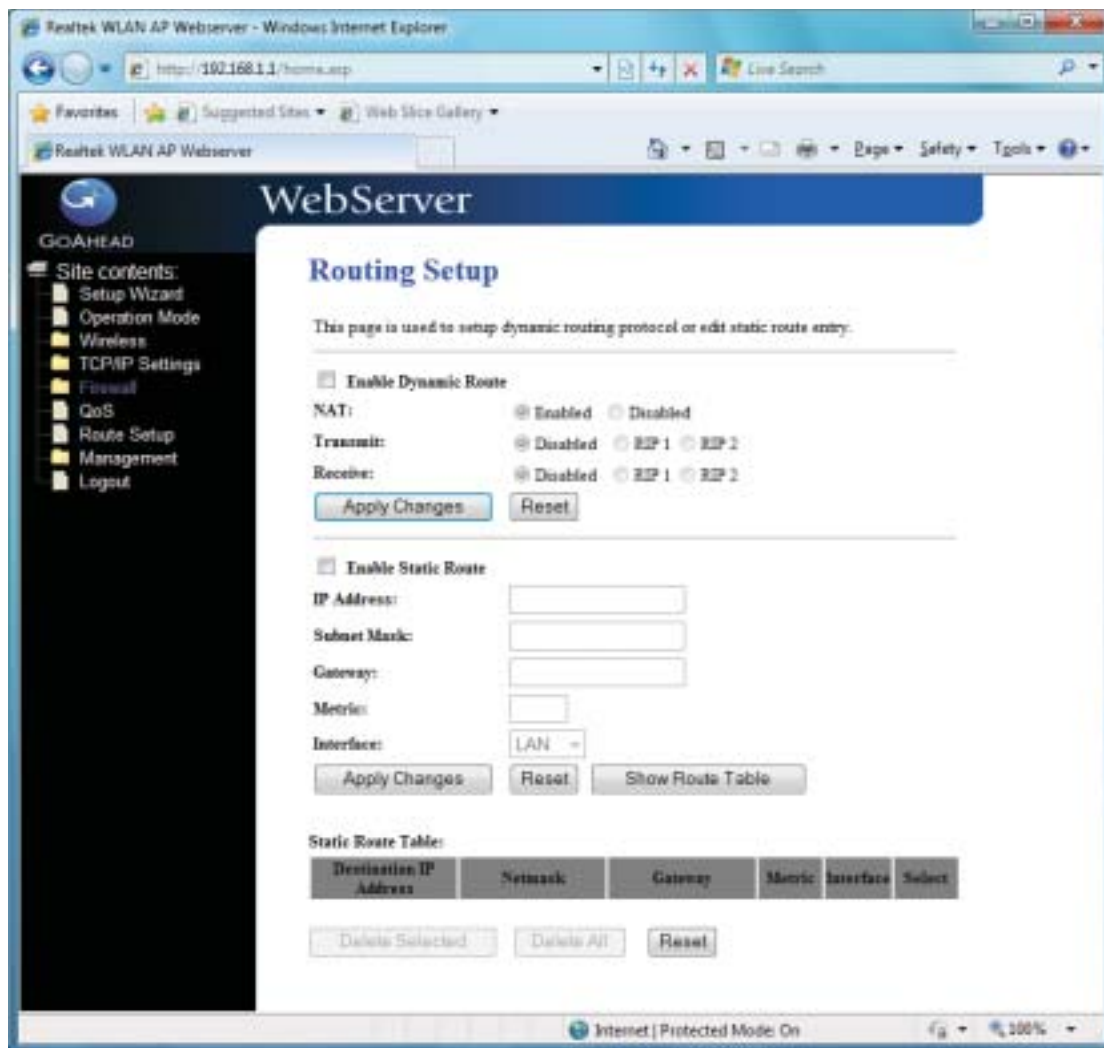 Realtek WLAN AP Webserver - Windows Internet Explorer
http://192.168.1.1/home.asp
Live Search
Favorites Suggested Sites Web Slice Gallery
Realtek WLAN AP Webserver Page Safety Tools
WebServer
GOAHEAD
Site contents:
Setup Wizard
Operation Mode
Wireless
TCP/IP Settings
Firewall
QoS
Route Setup
Management
Logout
Routing Setup
This page is used to setup dynamic routing protocol or edit static route entry.
Enable Dynamic Route
NAT: Enabled Disabled
Transmit: Disabled RIP 1 RIP 2
Receive: Disabled RIP 1 RIP 2
Apply Changes Reset
Enable Static Route
IP Address:
Subnet Mask:
Gateway:
Metric:
Interface: LAN
Apply Changes Reset Show Route Table
Static Route Table:
Destination IP Address Netmask Gateway Metric Interface Select
Delete Selected Delete All Reset
Internet | Protected Mode: On 100%